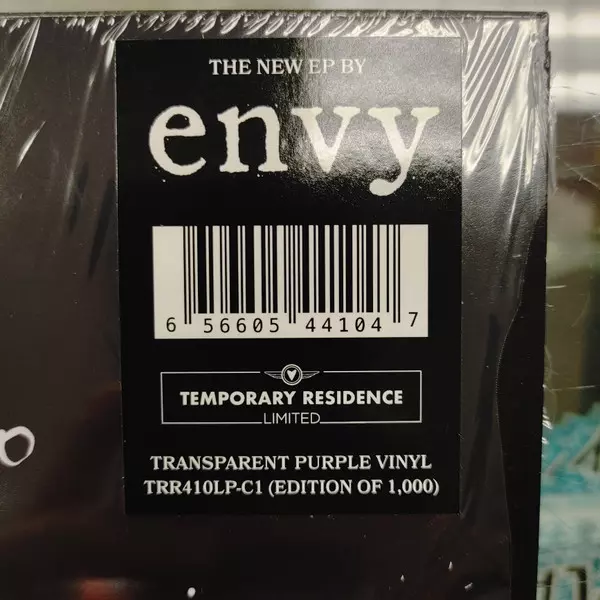 THE NEW EP BY
envy
6 56605 44104 7
TEMPORARY RESIDENCE
LIMITED
TRANSPARENT PURPLE VINYL
TRR410LP-C1 (EDITION OF 1,000)